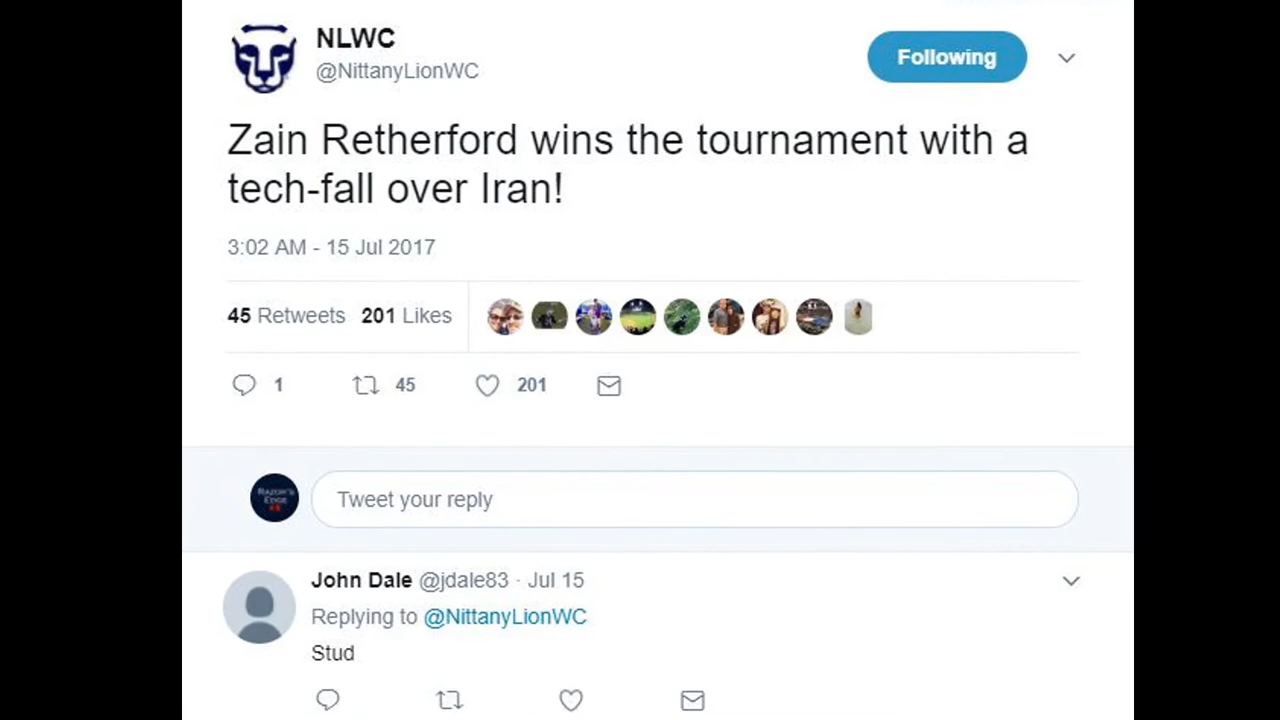 NLWC
@NittanyLionWC
Following
Zain Retherford wins the tournament with a
tech-fall over Iran!
3:02 AM - 15 Jul 2017
45 Retweets 201 Likes
1 45 201
RAZOR'S
EDGE
Tweet your reply
John Dale @jdale83 · Jul 15
Replying to @NittanyLionWC
Stud